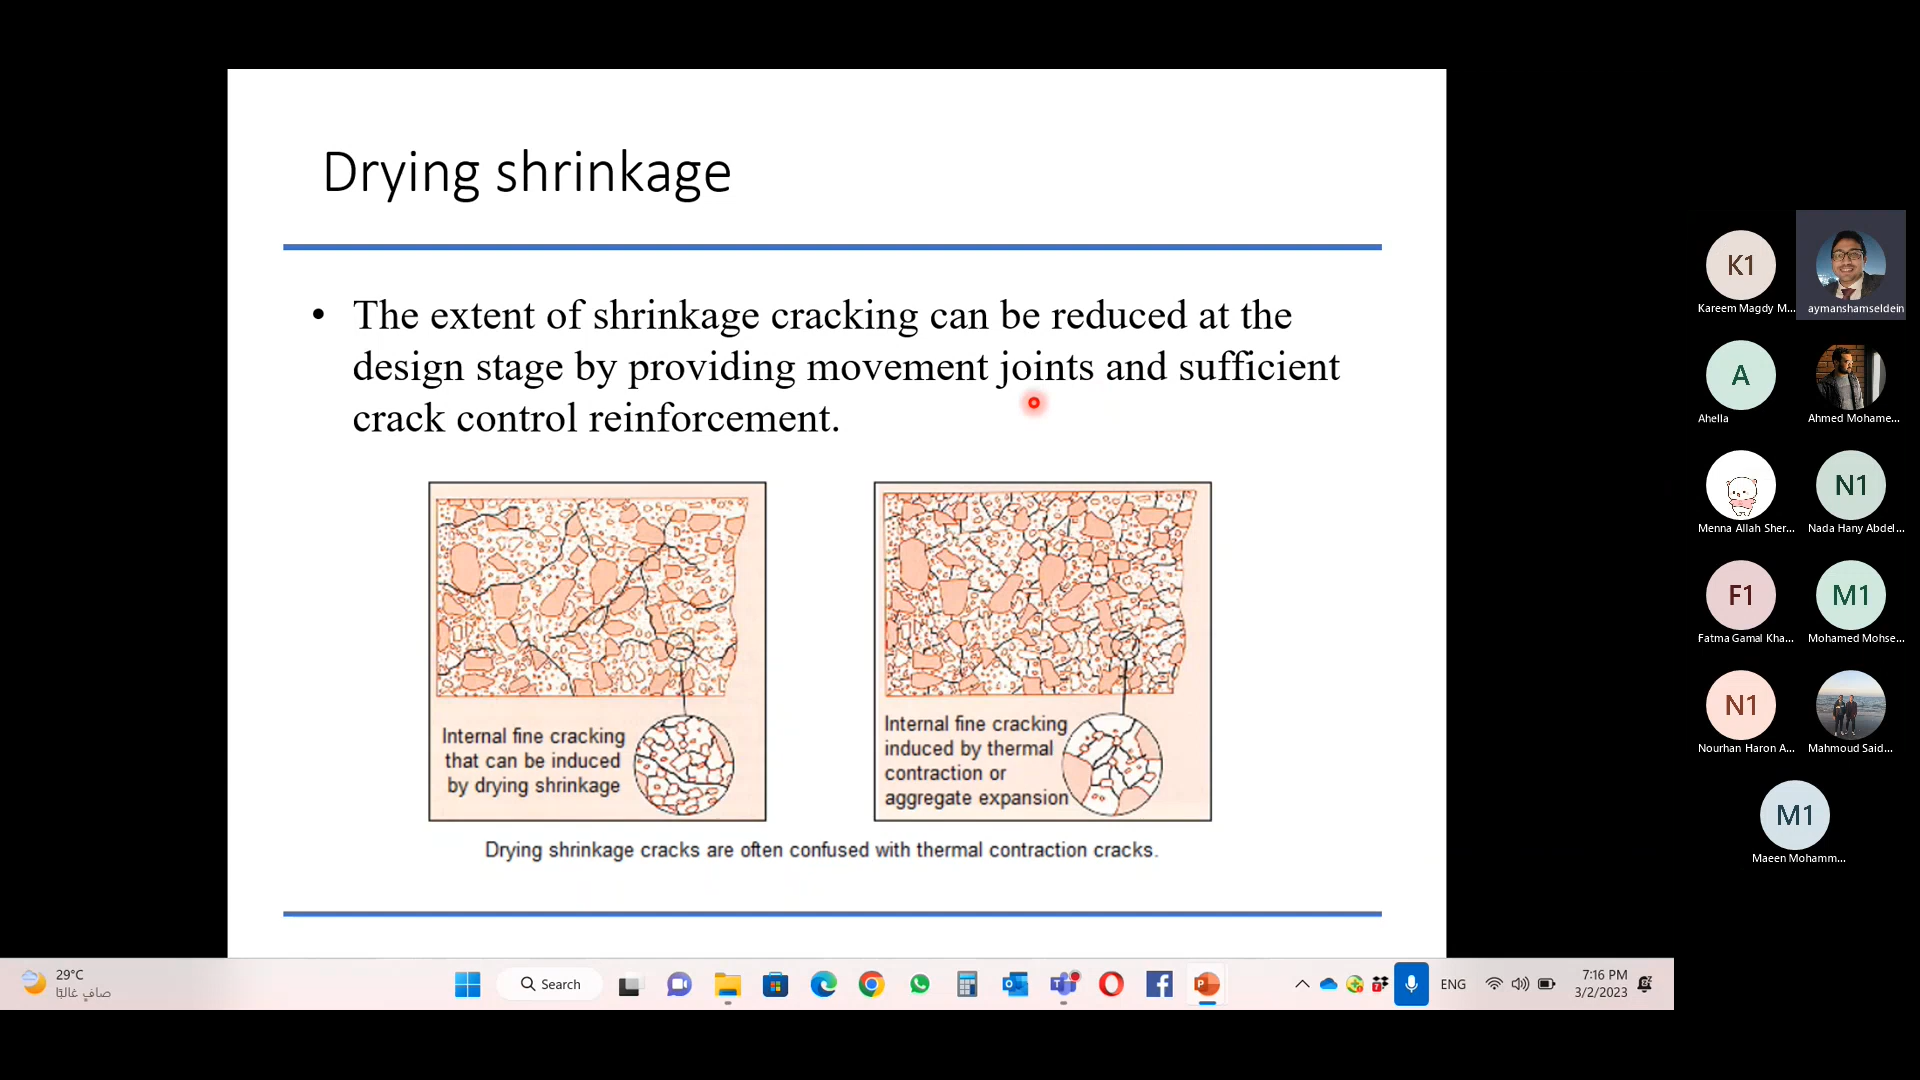 Drying shrinkage
• The extent of shrinkage cracking can be reduced at the
design stage by providing movement joints and sufficient
crack control reinforcement.
Internal fine cracking
that can be induced
by drying shrinkage
Internal fine cracking
induced by thermal
contraction or
aggregate expansion
Drying shrinkage cracks are often confused with thermal contraction cracks.
K1
Kareem Magdy M...
aymanshamseldein
A
Ahella
Ahmed Mohame...
Menna Allah Sher...
N1
Nada Hany Abdel...
F1
Fatma Gamal Kha...
M1
Mohamed Mohse...
N1
Nourhan Haron A...
Mahmoud Said...
M1
Maeen Mohamm...
29°C
صافٍ غالبًا
Search
ENG
7:16 PM
3/2/2023